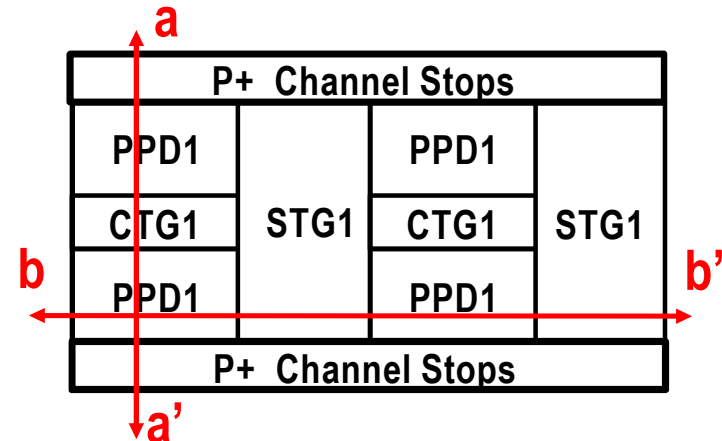 a
P+ Channel Stops
PPD1 PPD1
CTG1 STG1 CTG1 STG1
b b’
PPD1 PPD1
P+ Channel Stops
a’